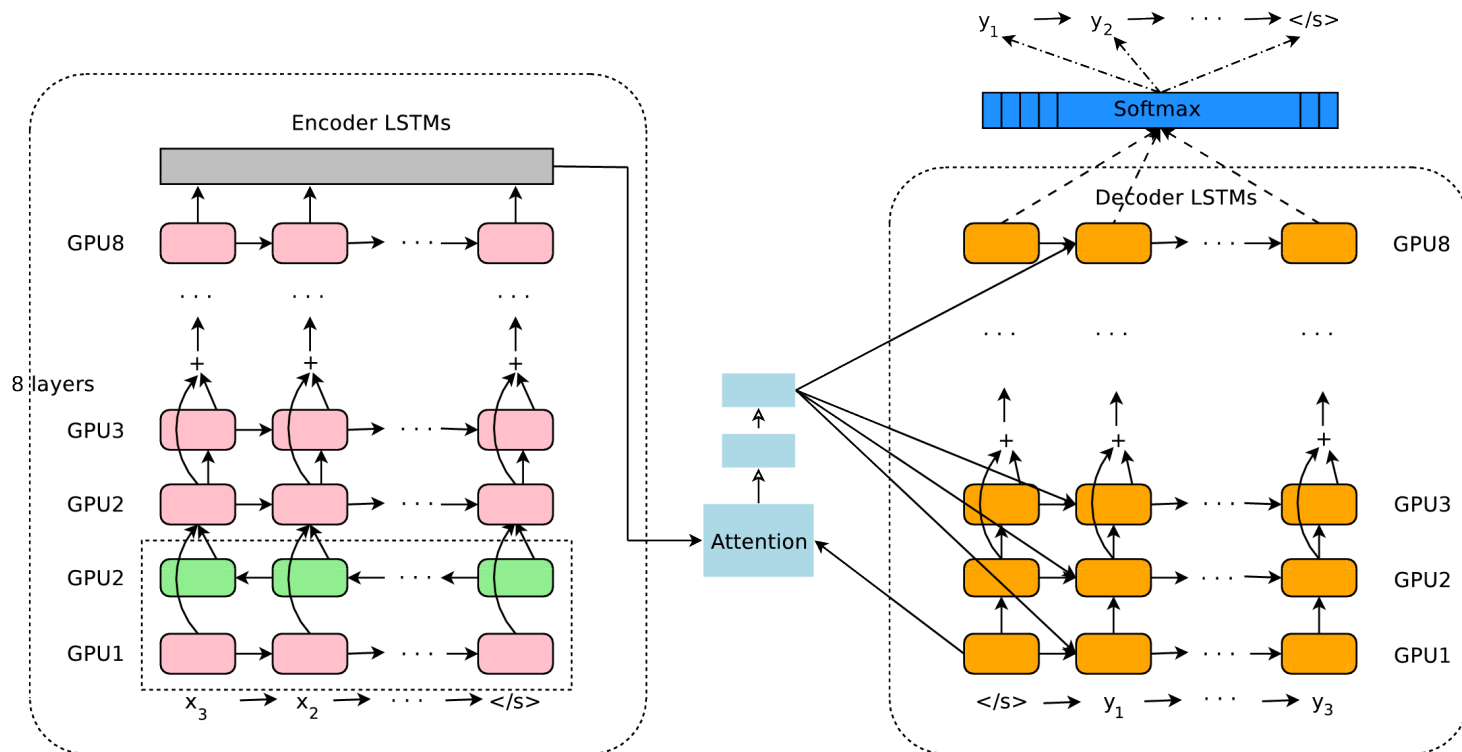 y1 y2 ... </s>
Softmax
Encoder LSTMs
Decoder LSTMs
GPU8 ...
... GPU8
... ... ...
... ... ...
+ + +
8 layers
GPU3 ...
+ + +
GPU2 ...
... GPU3
Attention
GPU2 ...
... GPU2
GPU1 ...
... GPU1
x3 x2 ... </s>
</s> y1 ... y3